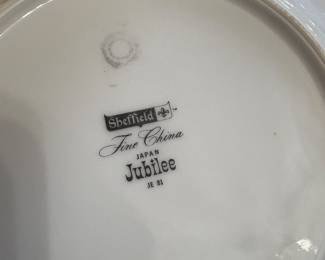 Sheffield
Fine China
JAPAN
Jubilee
JE 81